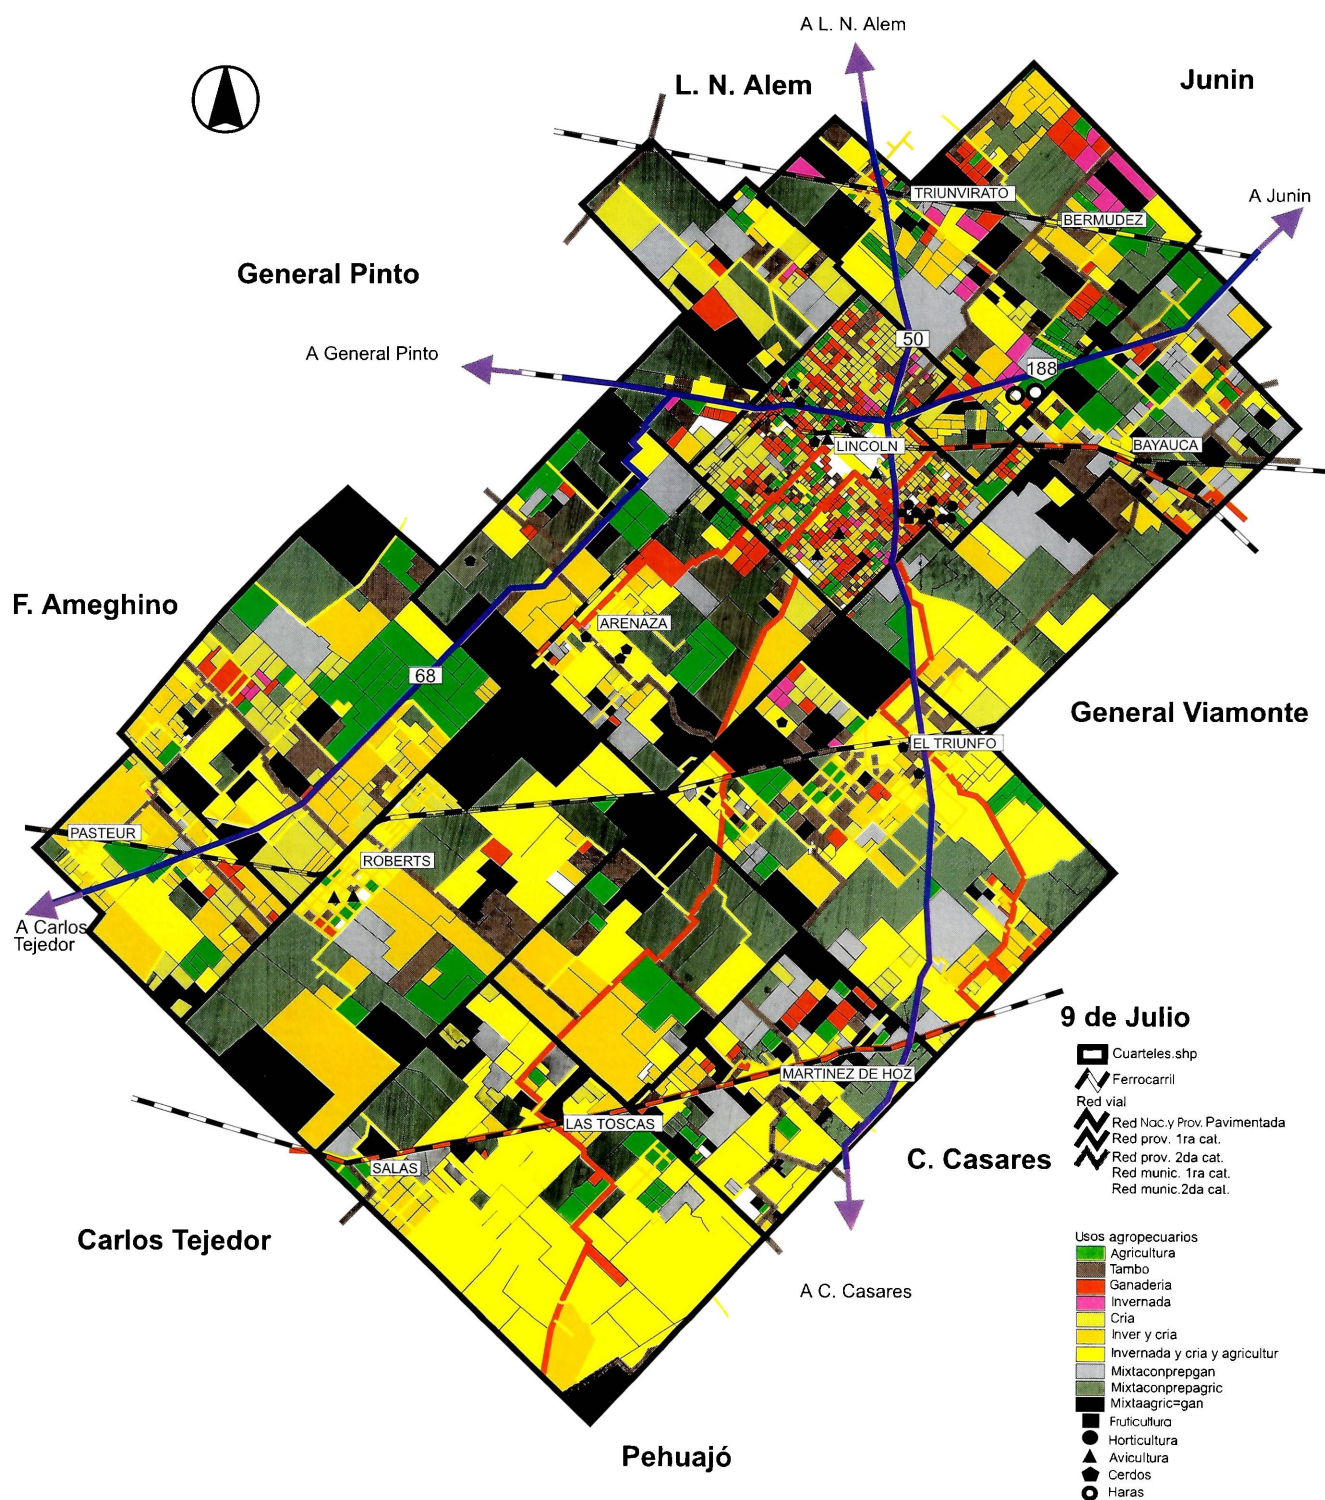 A L. N. Alem
L. N. Alem
Junin
TRIUNVIRATO
A Junin
BERMUDEZ
General Pinto
50
A General Pinto
188
LINCOLN
BAYAUCA
F. Ameghino
ARENAZA
68
General Viamonte
EL TRIUNFO
PASTEUR
ROBERTS
A Carlos
Tejedor
9 de Julio
Cuarteles.shp
MARTINEZ DE HOZ
Ferrocarril
Red vial
LAS TOSCAS
Red Nac.y Prov. Pavimentada
Red prov. 1ra cat.
Red prov. 2da cat.
C. Casares
SALAS
Red munic. 1ra cat.
Red munic.2da cat.
Carlos Tejedor
Usos agropecuarios
Agricultura
Tambo
Ganaderia
A C. Casares
Invernada
Cria
Inver y cria
Invernada y cria y agricultur
Mixtaconprepgan
Mixtaconprepagric
Mixtaagric=gan
Fruticultura
Horticultura
Pehuajó
Avicultura
Cerdos
Haras